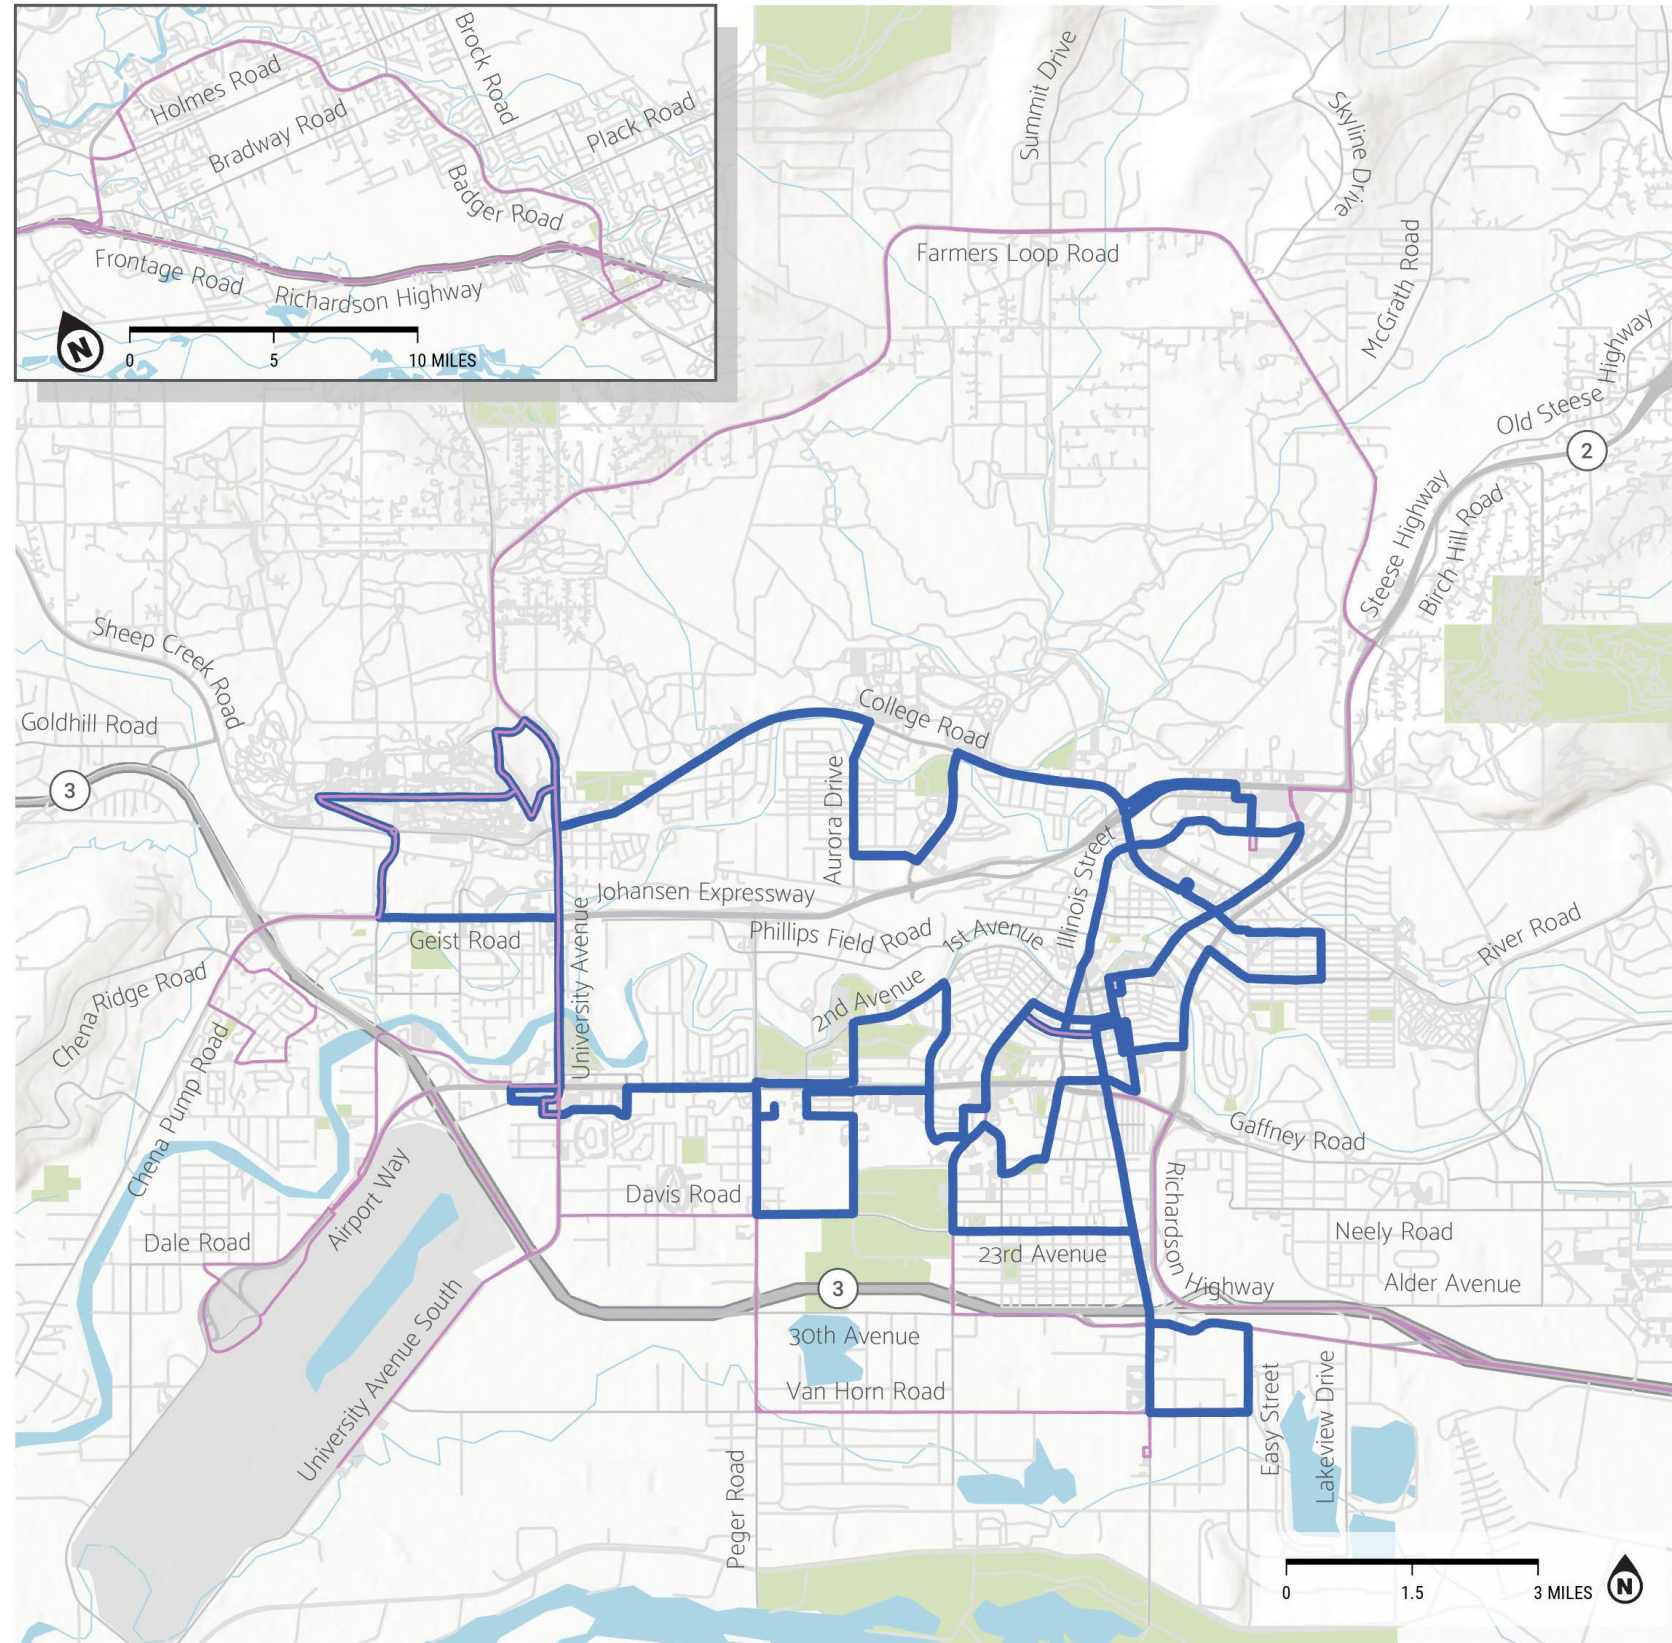 Holmes Road
Brock Road
Bradway Road
Plack Road
Badger Road
Frontage Road
Richardson Highway
N
0 5 10 MILES
Summit Drive
Skyline Drive
Farmers Loop Road
McGrath Road
Old Steese Highway
2
Steese Highway
Birch Hill Road
Sheep Creek Road
Goldhill Road
3
College Road
Aurora Drive
Illinois Street
Johansen Expressway
Geist Road
University Avenue
Phillips Field Road
1st Avenue
River Road
Chena Ridge Road
2nd Avenue
Chena Pump Road
Gaffney Road
Davis Road
Airport Way
Dale Road
Richardson Highway
23rd Avenue
Neely Road
Alder Avenue
3
University Avenue South
30th Avenue
Van Horn Road
Easy Street
Lakeview Drive
Peger Road
0 1.5 3 MILES
N